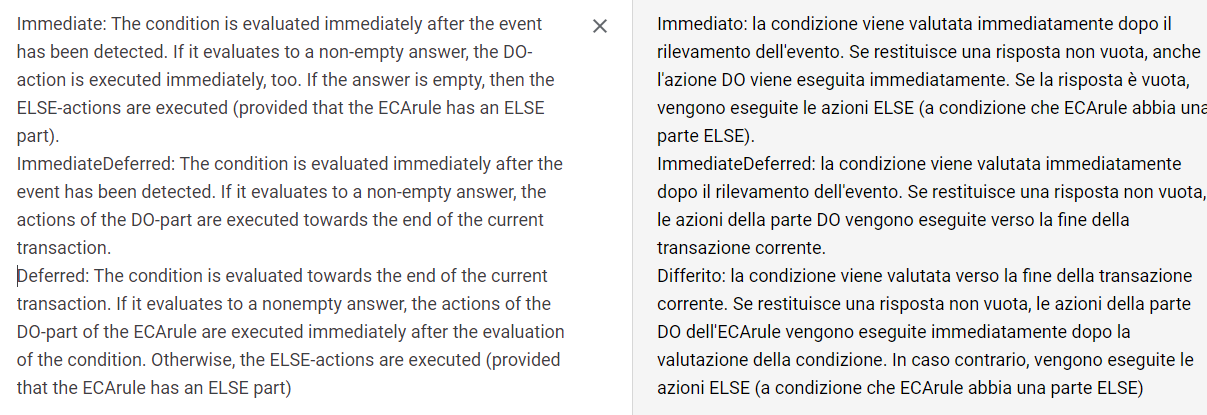 Immediate: The condition is evaluated immediately after the event
has been detected. If it evaluates to a non-empty answer, the DO-
action is executed immediately, too. If the answer is empty, then the
ELSE-actions are executed (provided that the ECArule has an ELSE
part).
ImmediateDeferred: The condition is evaluated immediately after the
event has been detected. If it evaluates to a non-empty answer, the
actions of the DO-part are executed towards the end of the current
transaction.
Deferred: The condition is evaluated towards the end of the current
transaction. If it evaluates to a nonempty answer, the actions of the
DO-part of the ECArule are executed immediately after the evaluation
of the condition. Otherwise, the ELSE-actions are executed (provided
that the ECArule has an ELSE part)
Immediato: la condizione viene valutata immediatamente dopo il
rilevamento dell'evento. Se restituisce una risposta non vuota, anche
l'azione DO viene eseguita immediatamente. Se la risposta è vuota,
vengono eseguite le azioni ELSE (a condizione che ECArule abbia una
parte ELSE).
ImmediateDeferred: la condizione viene valutata immediatamente
dopo il rilevamento dell'evento. Se restituisce una risposta non vuota,
le azioni della parte DO vengono eseguite verso la fine della
transazione corrente.
Differito: la condizione viene valutata verso la fine della transazione
corrente. Se restituisce una risposta non vuota, le azioni della parte
DO dell'ECArule vengono eseguite immediatamente dopo la
valutazione della condizione. In caso contrario, vengono eseguite le
azioni ELSE (a condizione che ECArule abbia una parte ELSE)